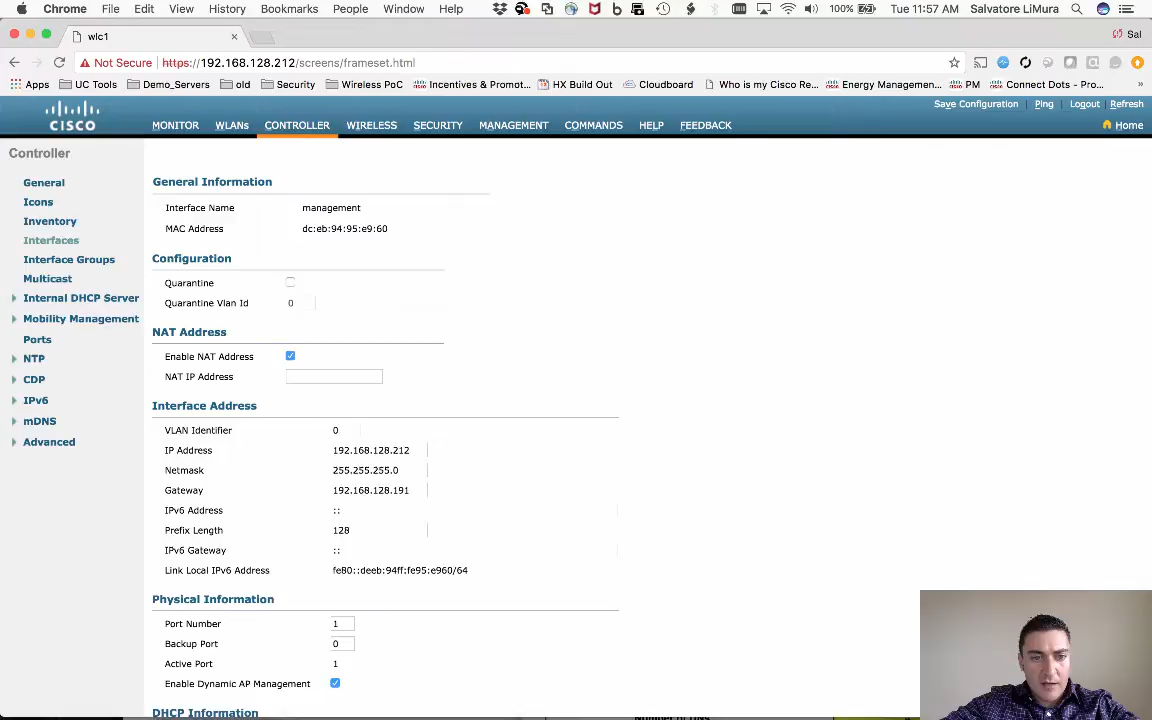 Chrome File Edit View History Bookmarks People Window Help 100% Tue 11:57 AM Salvatore LiMura
wlc1 Sal
Not Secure https://192.168.128.212/screens/frameset.html
Apps UC Tools Demo_Servers old Security Wireless PoC Incentives & Promot... HX Build Out Cloudboard Who is my Cisco Re... Energy Managemen... PM Connect Dots - Pro... »
Save Configuration Ping Logout Refresh
CISCO MONITOR WLANs CONTROLLER WIRELESS SECURITY MANAGEMENT COMMANDS HELP FEEDBACK Home
Controller
General
Icons
Inventory
Interfaces
Interface Groups
Multicast
Internal DHCP Server
Mobility Management
Ports
NTP
CDP
IPv6
mDNS
Advanced
General Information
Interface Name management
MAC Address dc:eb:94:95:e9:60
Configuration
Quarantine
Quarantine Vlan Id 0
NAT Address
Enable NAT Address
NAT IP Address
Interface Address
VLAN Identifier 0
IP Address 192.168.128.212
Netmask 255.255.255.0
Gateway 192.168.128.191
IPv6 Address ::
Prefix Length 128
IPv6 Gateway ::
Link Local IPv6 Address fe80::deeb:94ff:fe95:e960/64
Physical Information
Port Number 1
Backup Port 0
Active Port 1
Enable Dynamic AP Management
DHCP Information